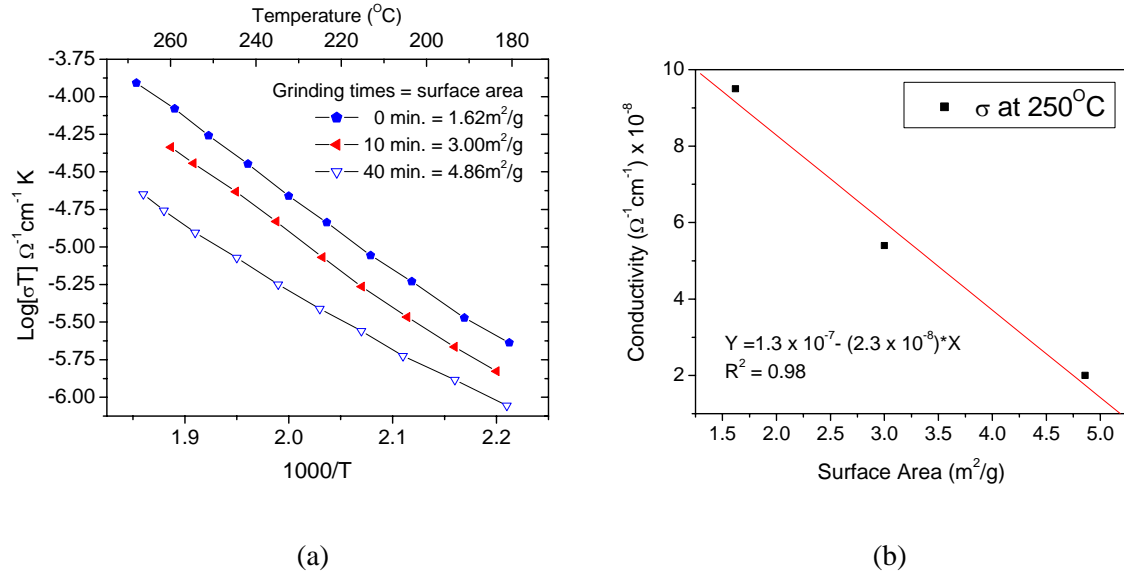 Temperature (°C)
260 240 220 200 180
-3.75
-4.00
-4.25
-4.50
-4.75
-5.00
-5.25
-5.50
-5.75
-6.00
Log[σT] Ω⁻¹cm⁻¹ K
Grinding times = surface area
0 min. = 1.62m²/g
10 min. = 3.00m²/g
40 min. = 4.86m²/g
1.9 2.0 2.1 2.2
1000/T
(a)
10
8
6
4
2
Conductivity (Ω⁻¹cm⁻¹) x 10⁻⁸
σ at 250°C
Y =1.3 x 10⁻⁷- (2.3 x 10⁻⁸)*X
R² = 0.98
1.5 2.0 2.5 3.0 3.5 4.0 4.5 5.0
Surface Area (m²/g)
(b)